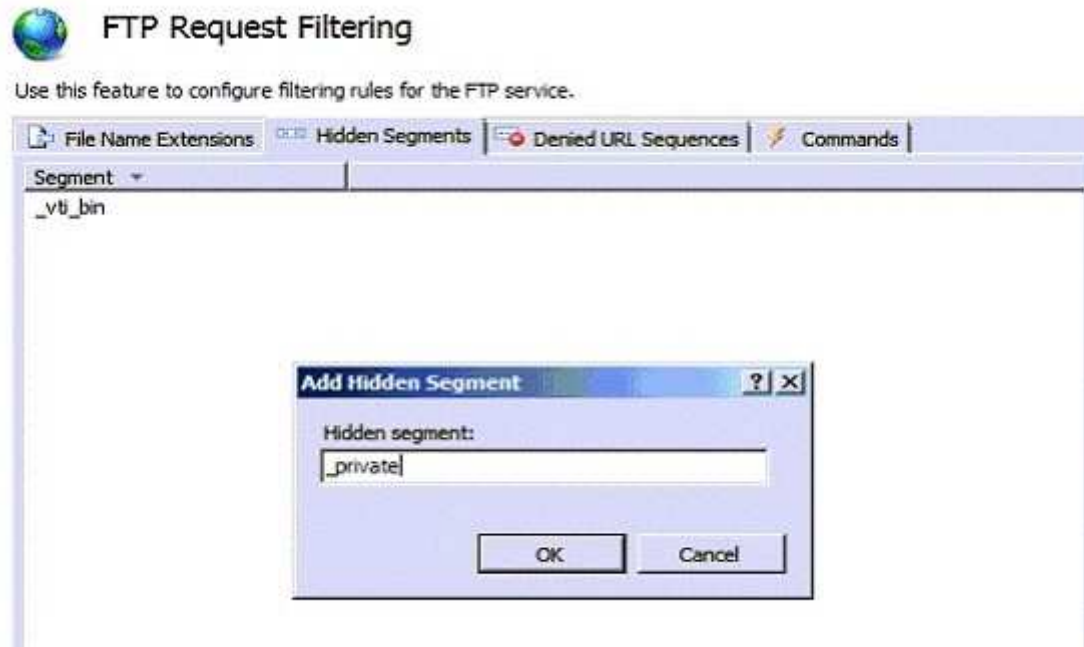 FTP Request Filtering
Use this feature to configure filtering rules for the FTP service.
File Name Extensions Hidden Segments Denied URL Sequences Commands
Segment
_vti_bin
Add Hidden Segment
Hidden segment:
_private
OK Cancel